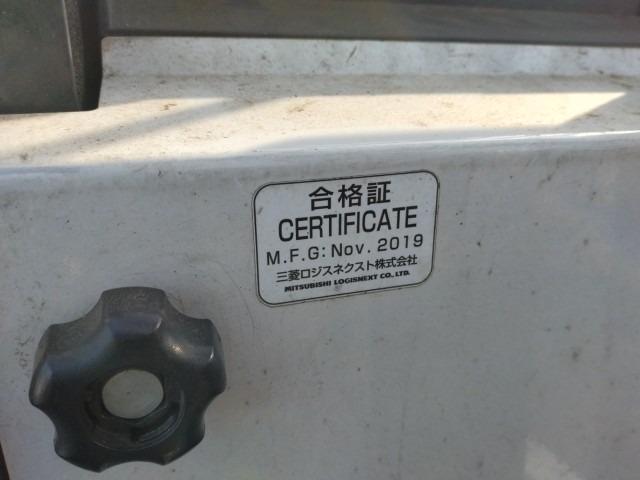 合格証
CERTIFICATE
M.F.G: Nov. 2019
三菱ロジスネクスト株式会社
MITSUBISHI LOGISNEXT CO., LTD.